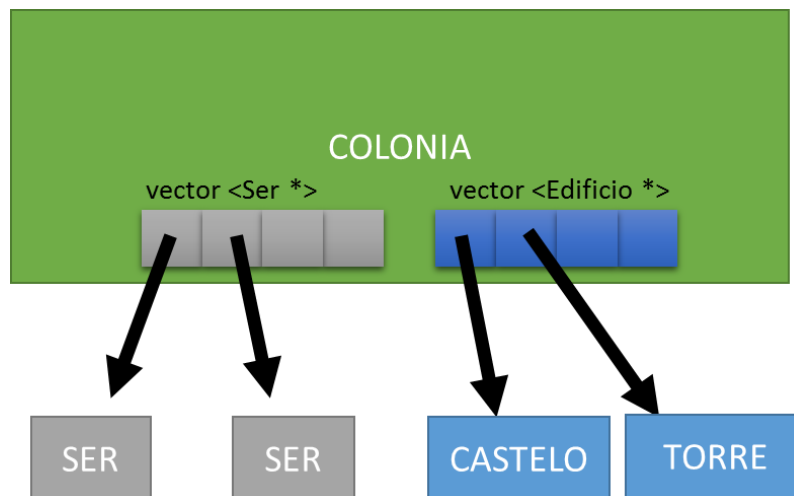 COLONIA
vector <Ser *>
vector <Edificio *>
SER
SER
CASTELO
TORRE